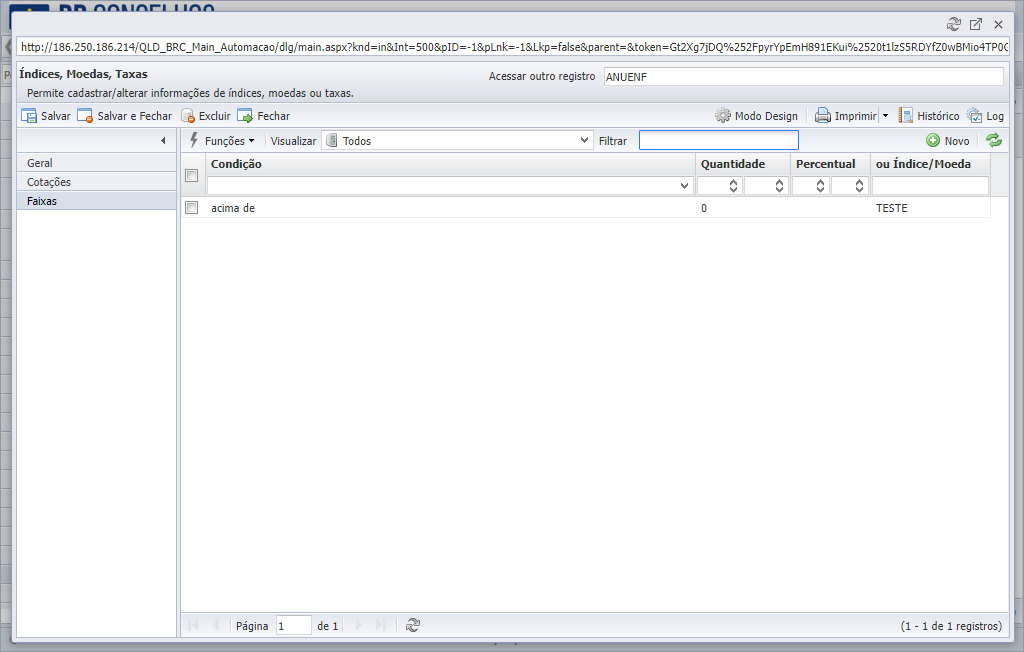 http://186.250.186.214/QLD_BRC_Main_Automacao/dlg/main.aspx?knd=in&Int=500&pID=-1&pLnk=-1&Lkp=false&parent=&token=Gt2Xg7jDQ%252FpyrYpEmH891EKui%2520t1lzS5RDYfZ0wBMio4TP0G
Índices, Moedas, Taxas
Acessar outro registro ANUENF
Permite cadastrar/alterar informações de índices, moedas ou taxas.
Salvar Salvar e Fechar Excluir Fechar Modo Design Imprimir Histórico Log
Funções Visualizar Todos Filtrar Novo
Geral
Cotações
Faixas
Condição Quantidade Percentual ou Índice/Moeda
acima de 0 TESTE
Página 1 de 1 (1 - 1 de 1 registros)